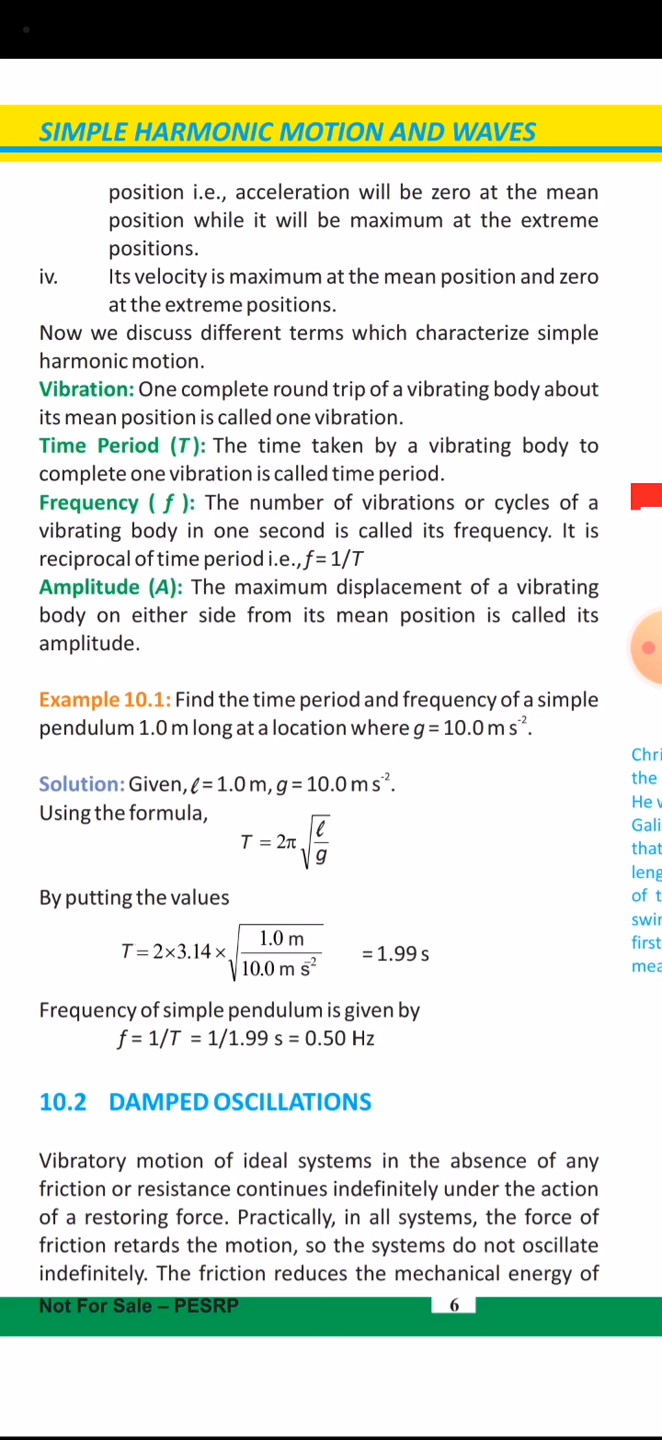 SIMPLE HARMONIC MOTION AND WAVES
position i.e., acceleration will be zero at the mean
position while it will be maximum at the extreme
positions.
iv. Its velocity is maximum at the mean position and zero
at the extreme positions.
Now we discuss different terms which characterize simple
harmonic motion.
Vibration: One complete round trip of a vibrating body about
its mean position is called one vibration.
Time Period (T): The time taken by a vibrating body to
complete one vibration is called time period.
Frequency ( f ): The number of vibrations or cycles of a
vibrating body in one second is called its frequency. It is
reciprocal of time period i.e., f = 1/T
Amplitude (A): The maximum displacement of a vibrating
body on either side from its mean position is called its
amplitude.
Example 10.1: Find the time period and frequency of a simple
pendulum 1.0 m long at a location where g = 10.0 m s⁻².
Solution: Given, ℓ = 1.0 m, g = 10.0 m s⁻².
Using the formula,
T = 2π √(ℓ/g)
By putting the values
T = 2×3.14 × √(1.0 m / 10.0 m s⁻²) = 1.99 s
Frequency of simple pendulum is given by
f = 1/T = 1/1.99 s = 0.50 Hz
10.2 DAMPED OSCILLATIONS
Vibratory motion of ideal systems in the absence of any
friction or resistance continues indefinitely under the action
of a restoring force. Practically, in all systems, the force of
friction retards the motion, so the systems do not oscillate
indefinitely. The friction reduces the mechanical energy of
Not For Sale – PESRP 6
Chri
the
He
Gali
that
leng
of t
swin
first
mea